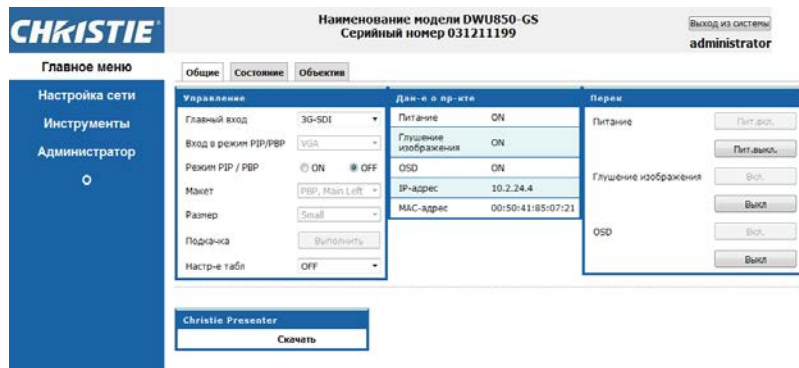 CHRISTIE
Наименование модели DWU850-GS
Серийный номер 031211199
Выход из системы
administrator
Главное меню
Настройка сети
Инструменты
Администратор
О
Общие
Состояние
Объектив
Управление
Главный вход
3G-SDI
Вход в режим PIP/PBP
VGA
Режим PIP / PBP
ON
OFF
Макет
PBP, Main Left
Размер
Small
Подкачка
Выполнить
Настр-е табл
OFF
Дан-е о пр-кте
Питание
ON
Глушение
изображения
ON
OSD
ON
IP-адрес
10.2.24.4
MAC-адрес
00:50:41:85:07:21
Перек
Питание
Пит.вкл.
Пит.выкл.
Глушение изображения
Вкл.
Выкл
OSD
Вкл.
Выкл
Christie Presenter
Скачать